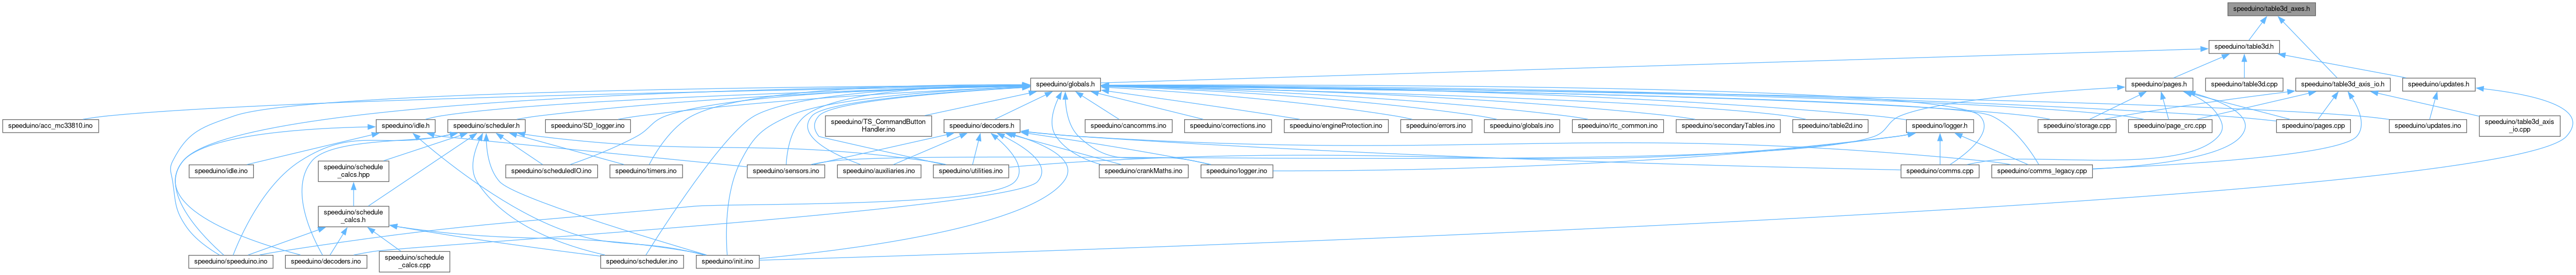 speeduino/table3d_axes.h
speeduino/table3d.h
speeduino/globals.h
speeduino/pages.h
speeduino/table3d.cpp
speeduino/table3d_axis_io.h
speeduino/updates.h
speeduino/acc_mc33810.ino
speeduino/idle.h
speeduino/scheduler.h
speeduino/SD_logger.ino
speeduino/TS_CommandButton
Handler.ino
speeduino/decoders.h
speeduino/cancomms.ino
speeduino/corrections.ino
speeduino/engineProtection.ino
speeduino/errors.ino
speeduino/globals.ino
speeduino/rtc_common.ino
speeduino/secondaryTables.ino
speeduino/table2d.ino
speeduino/logger.h
speeduino/storage.cpp
speeduino/page_crc.cpp
speeduino/pages.cpp
speeduino/updates.ino
speeduino/table3d_axis
_io.cpp
speeduino/idle.ino
speeduino/schedule
_calcs.hpp
speeduino/scheduledIO.ino
speeduino/timers.ino
speeduino/sensors.ino
speeduino/auxiliaries.ino
speeduino/utilities.ino
speeduino/crankMaths.ino
speeduino/logger.ino
speeduino/comms.cpp
speeduino/comms_legacy.cpp
speeduino/schedule
_calcs.h
speeduino/speeduino.ino
speeduino/decoders.ino
speeduino/schedule
_calcs.cpp
speeduino/scheduler.ino
speeduino/init.ino